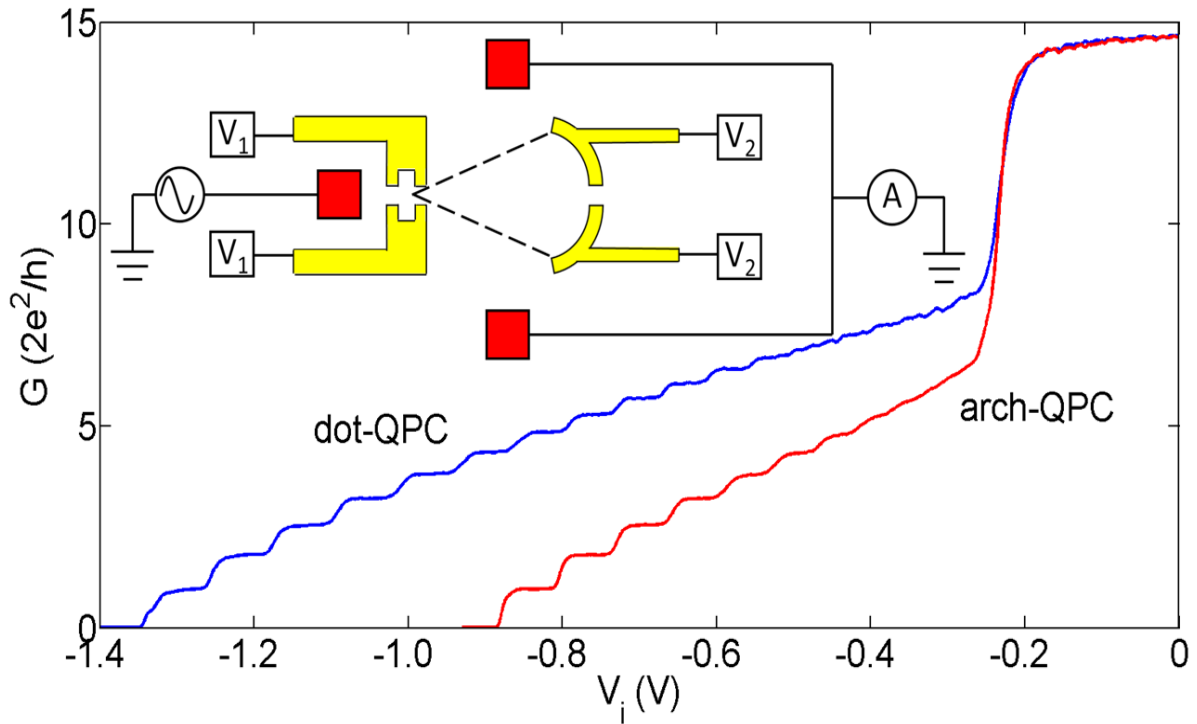 15
10
5
0
G (2e²/h)
V₁
V₁
V₂
V₂
A
dot-QPC
arch-QPC
-1.4
-1.2
-1.0
-0.8
-0.6
-0.4
-0.2
0
Vᵢ (V)